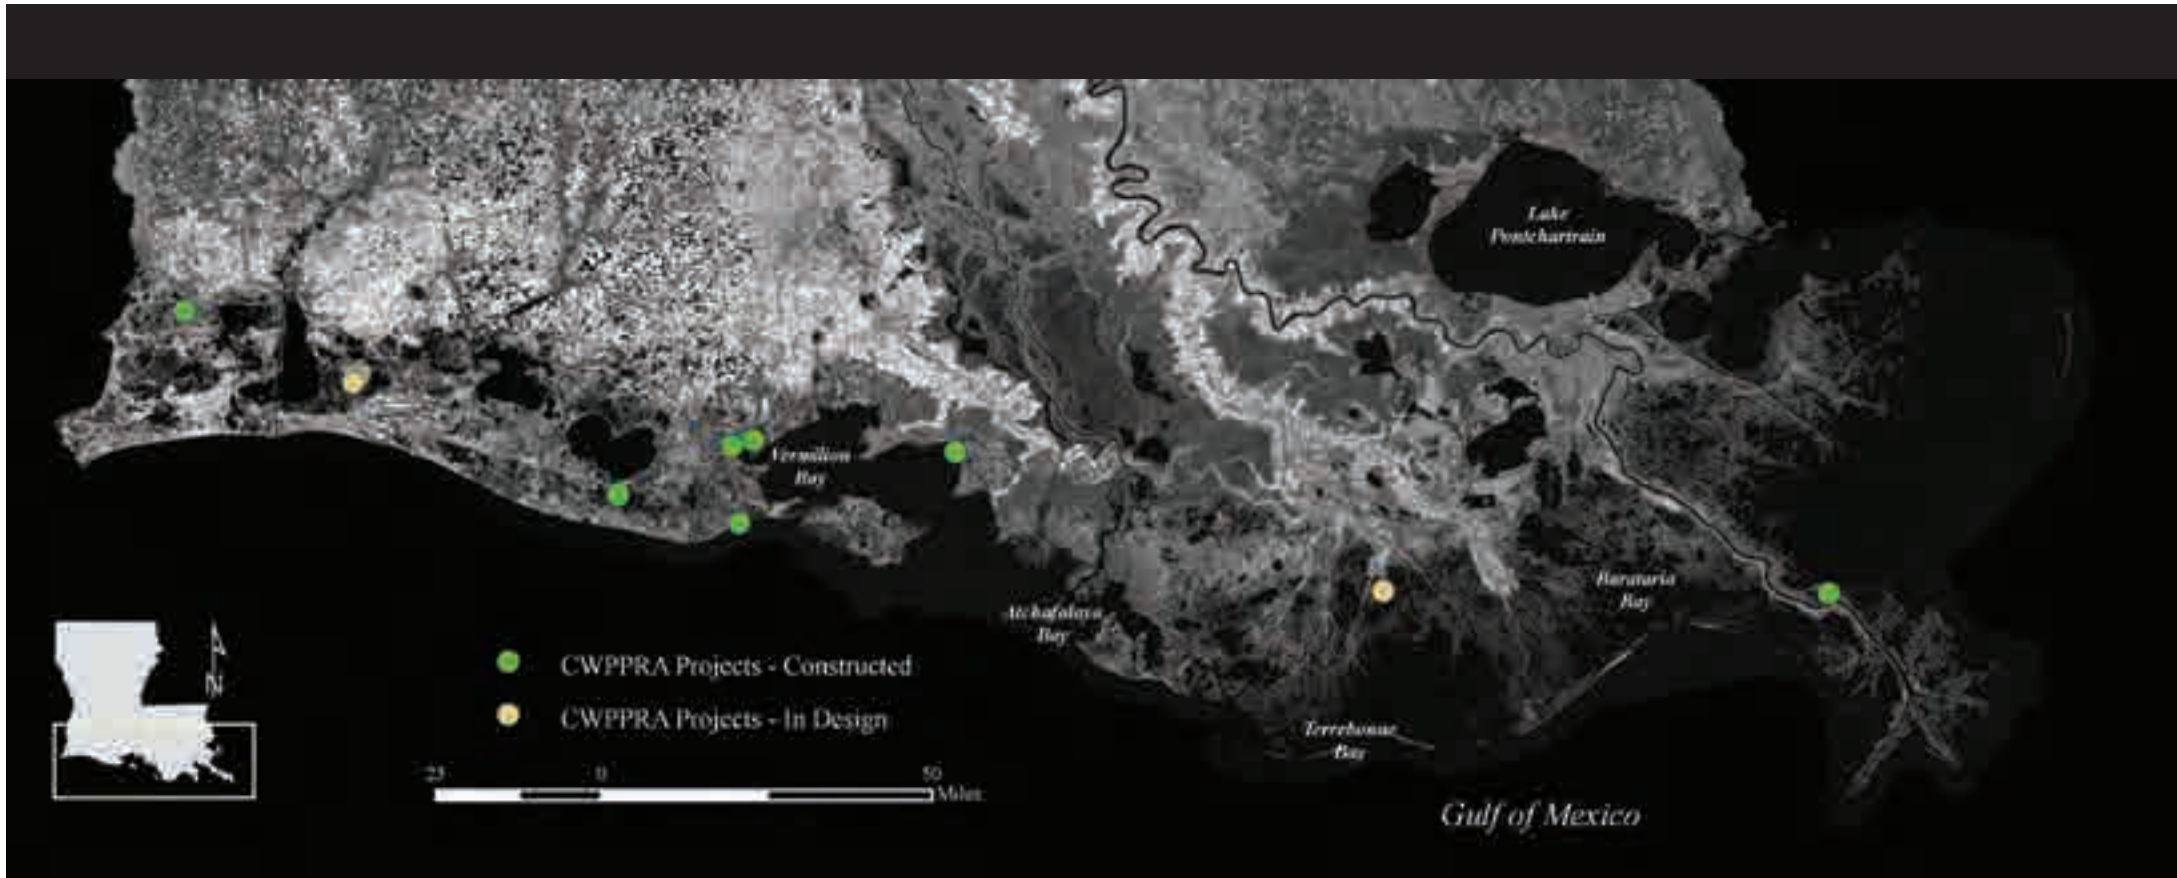 Lake
Pontchartrain
Vermilion
Bay
Atchafalaya
Bay
Barataria
Bay
Terrebonne
Bay
N
CWPPRA Projects - Constructed
CWPPRA Projects - In Design
25 0 50
Miles
Gulf of Mexico